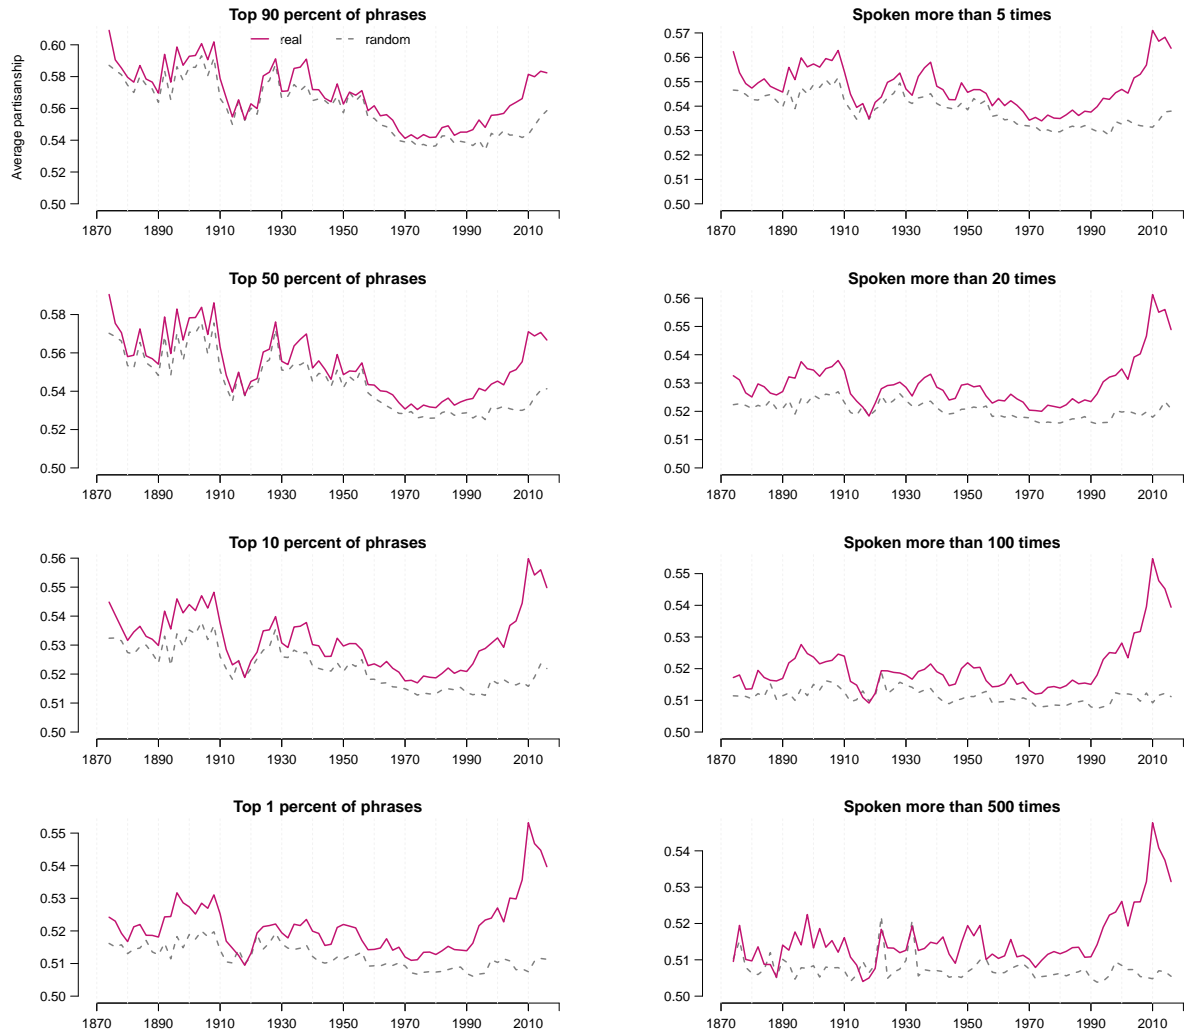 Top 90 percent of phrases
real
random
Average partisanship
0.60
0.58
0.56
0.54
0.52
0.50
1870 1890 1910 1930 1950 1970 1990 2010
Spoken more than 5 times
0.57
0.56
0.55
0.54
0.53
0.52
0.51
0.50
1870 1890 1910 1930 1950 1970 1990 2010
Top 50 percent of phrases
0.58
0.56
0.54
0.52
0.50
1870 1890 1910 1930 1950 1970 1990 2010
Spoken more than 20 times
0.56
0.55
0.54
0.53
0.52
0.51
0.50
1870 1890 1910 1930 1950 1970 1990 2010
Top 10 percent of phrases
0.56
0.55
0.54
0.53
0.52
0.51
0.50
1870 1890 1910 1930 1950 1970 1990 2010
Spoken more than 100 times
0.55
0.54
0.53
0.52
0.51
0.50
1870 1890 1910 1930 1950 1970 1990 2010
Top 1 percent of phrases
0.55
0.54
0.53
0.52
0.51
0.50
1870 1890 1910 1930 1950 1970 1990 2010
Spoken more than 500 times
0.54
0.53
0.52
0.51
0.50
1870 1890 1910 1930 1950 1970 1990 2010